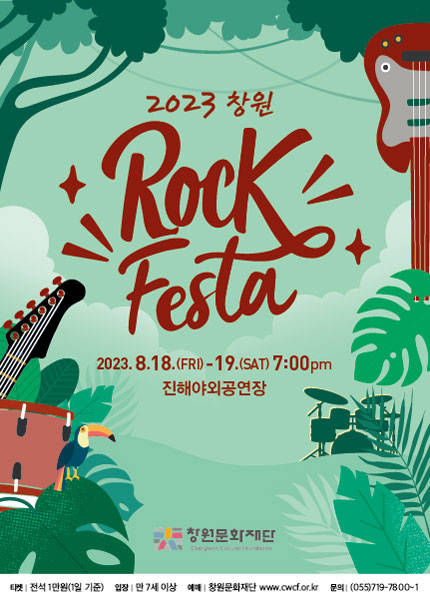 2023 창원
Rock
Festa
2023. 8.18.(FRI) -19.(SAT) 7:00pm
진해야외공연장
창원문화재단
Changwon Cultural Foundation
티켓 | 전석 1만원(1일 기준) 입장 | 만 7세 이상 예매 | 창원문화재단 www.cwcf.or.kr 문의 | (055)719-7800~1